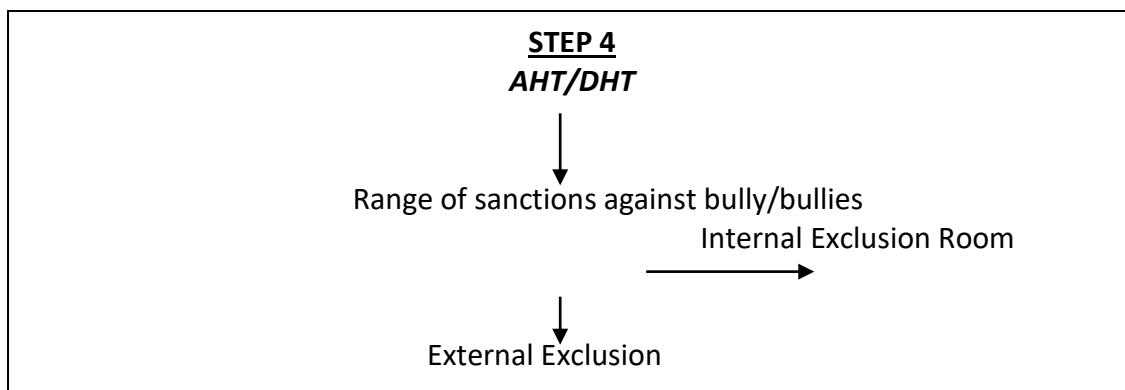 STEP 4
AHT/DHT
Range of sanctions against bully/bullies
Internal Exclusion Room
External Exclusion